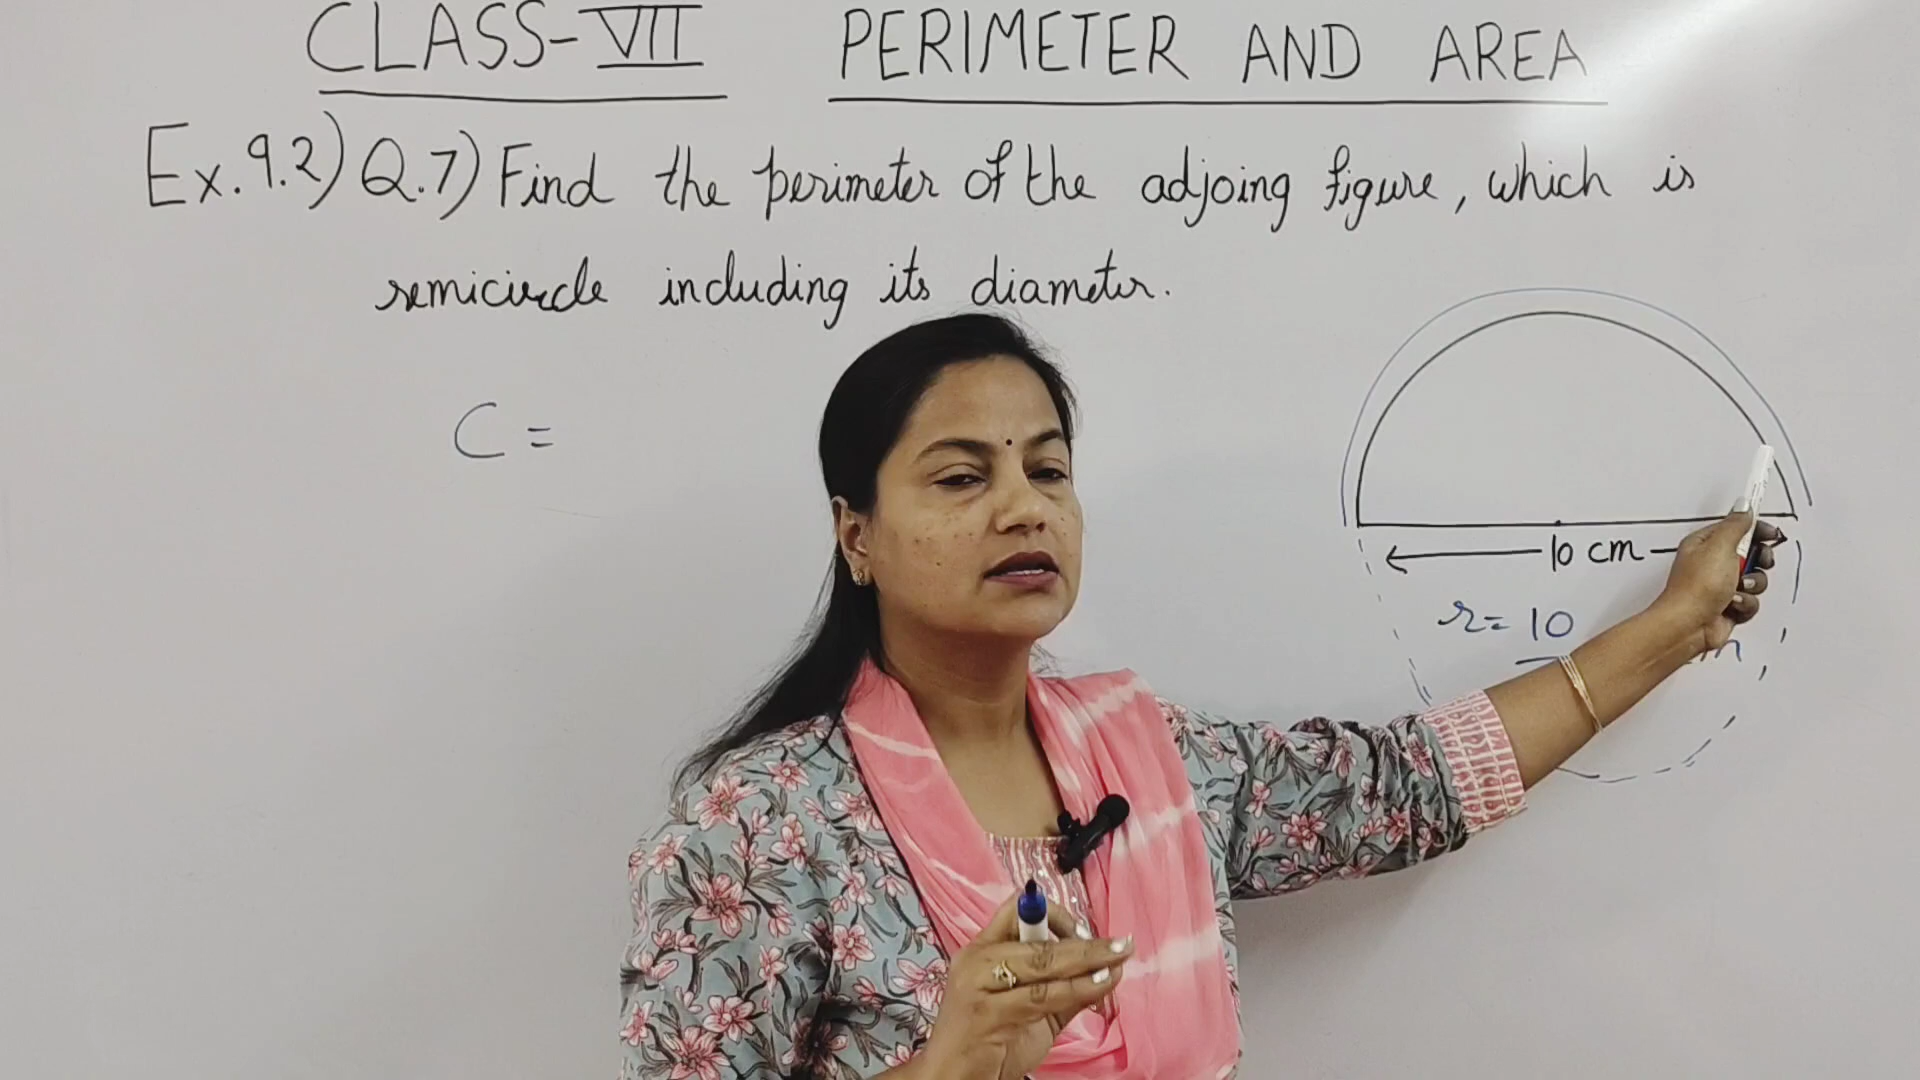 CLASS-VII PERIMETER AND AREA
Ex.9.2) Q.7) Find the perimeter of the adjoing figure, which is
semicircle including its diameter.
C =
10 cm
r = 10